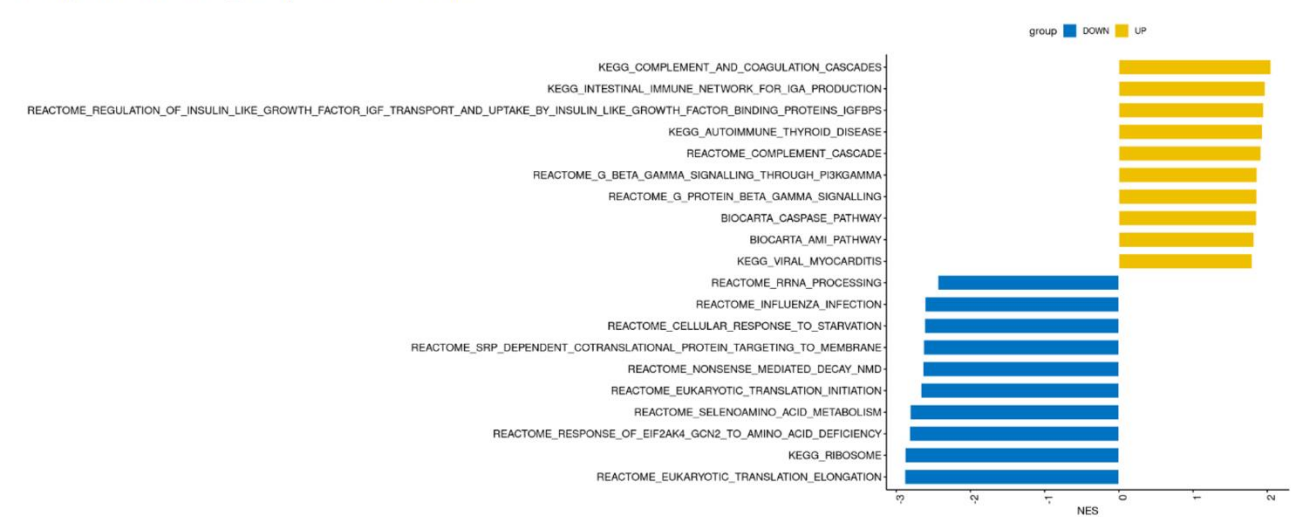 group DOWN UP
KEGG_COMPLEMENT_AND_COAGULATION_CASCADES
KEGG_INTESTINAL_IMMUNE_NETWORK_FOR_IGA_PRODUCTION
REACTOME_REGULATION_OF_INSULIN_LIKE_GROWTH_FACTOR_IGF_TRANSPORT_AND_UPTAKE_BY_INSULIN_LIKE_GROWTH_FACTOR_BINDING_PROTEINS_IGFBPS
KEGG_AUTOIMMUNE_THYROID_DISEASE
REACTOME_COMPLEMENT_CASCADE
REACTOME_G_BETA_GAMMA_SIGNALLING_THROUGH_PI3KGAMMA
REACTOME_G_PROTEIN_BETA_GAMMA_SIGNALLING
BIOCARTA_CASPASE_PATHWAY
BIOCARTA_AMI_PATHWAY
KEGG_VIRAL_MYOCARDITIS
REACTOME_RRNA_PROCESSING
REACTOME_INFLUENZA_INFECTION
REACTOME_CELLULAR_RESPONSE_TO_STARVATION
REACTOME_SRP_DEPENDENT_COTRANSLATIONAL_PROTEIN_TARGETING_TO_MEMBRANE
REACTOME_NONSENSE_MEDIATED_DECAY_NMD
REACTOME_EUKARYOTIC_TRANSLATION_INITIATION
REACTOME_SELENOAMINO_ACID_METABOLISM
REACTOME_RESPONSE_OF_EIF2AK4_GCN2_TO_AMINO_ACID_DEFICIENCY
KEGG_RIBOSOME
REACTOME_EUKARYOTIC_TRANSLATION_ELONGATION
-3 -2 -1 0 1 2
NES